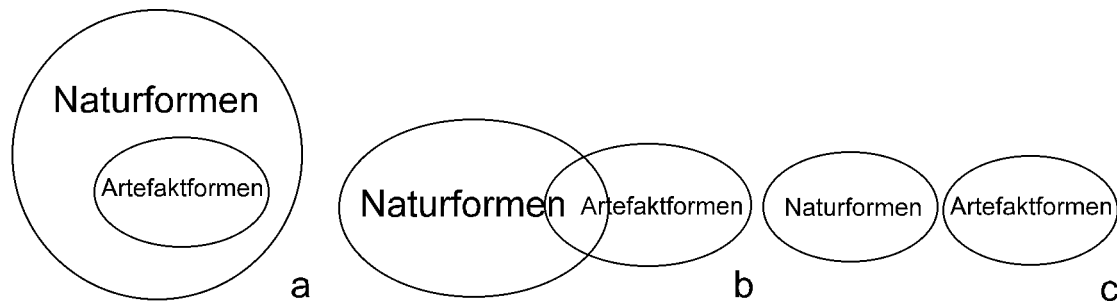 Naturformen
Artefaktformen
a
Naturformen
Artefaktformen
b
Naturformen
Artefaktformen
c